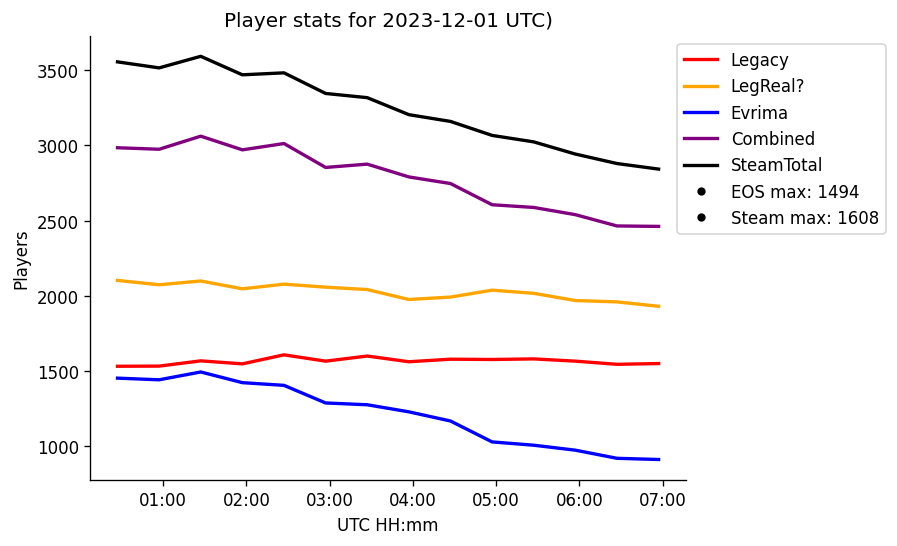 Player stats for 2023-12-01 UTC)
3500
3000
2500
2000
1500
1000
Players
01:00 02:00 03:00 04:00 05:00 06:00 07:00
UTC HH:mm
Legacy
LegReal?
Evrima
Combined
SteamTotal
EOS max: 1494
Steam max: 1608